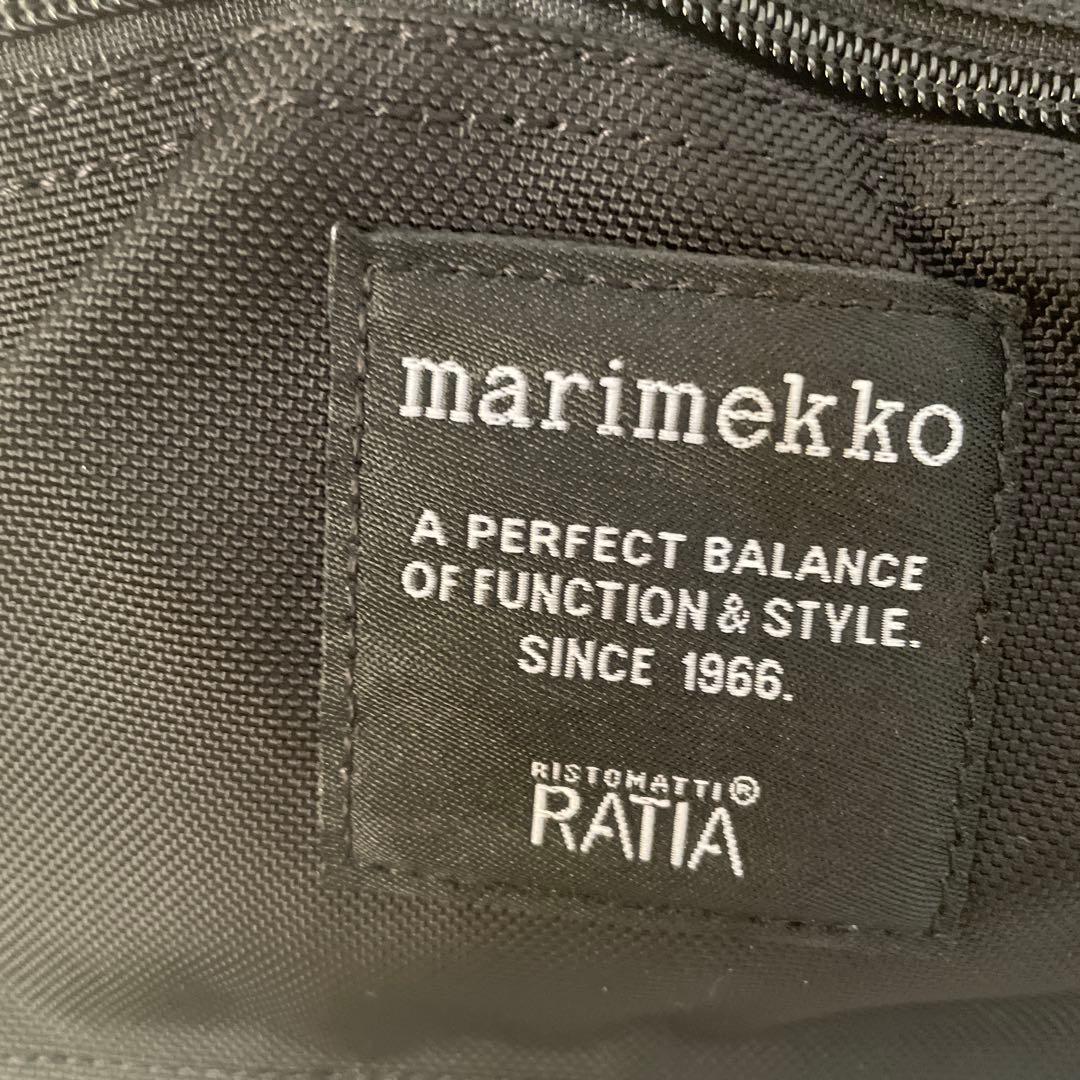 marimekko
A PERFECT BALANCE
OF FUNCTION & STYLE.
SINCE 1966.
RISTOMATTI®
RATIA